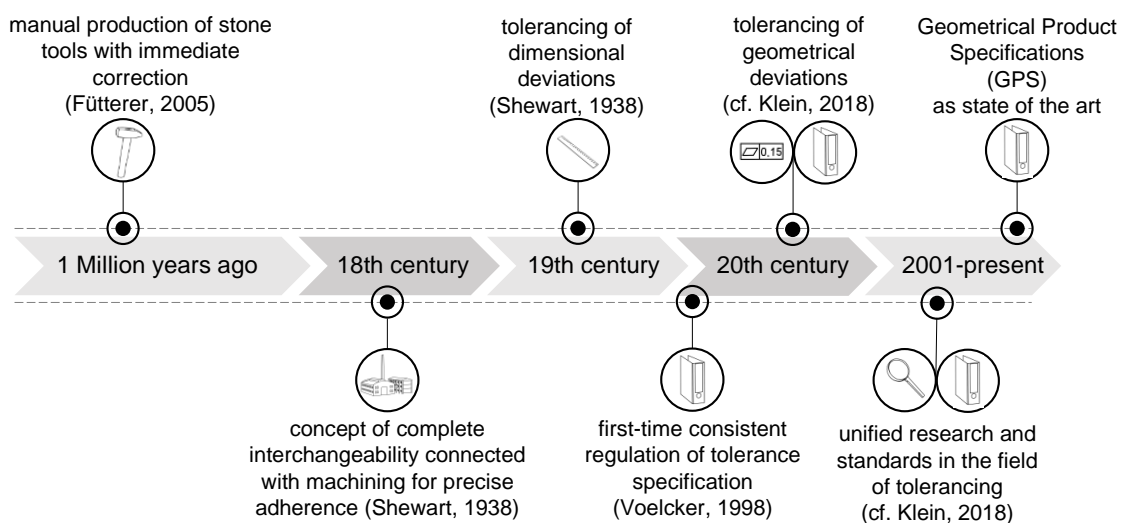 manual production of stone
tools with immediate
correction
(Fütterer, 2005)
tolerancing of
dimensional
deviations
(Shewart, 1938)
tolerancing of
geometrical
deviations
(cf. Klein, 2018)
Geometrical Product
Specifications
(GPS)
as state of the art
0,15
1 Million years ago
18th century
19th century
20th century
2001-present
concept of complete
interchangeability connected
with machining for precise
adherence (Shewart, 1938)
first-time consistent
regulation of tolerance
specification
(Voelcker, 1998)
unified research and
standards in the field
of tolerancing
(cf. Klein, 2018)